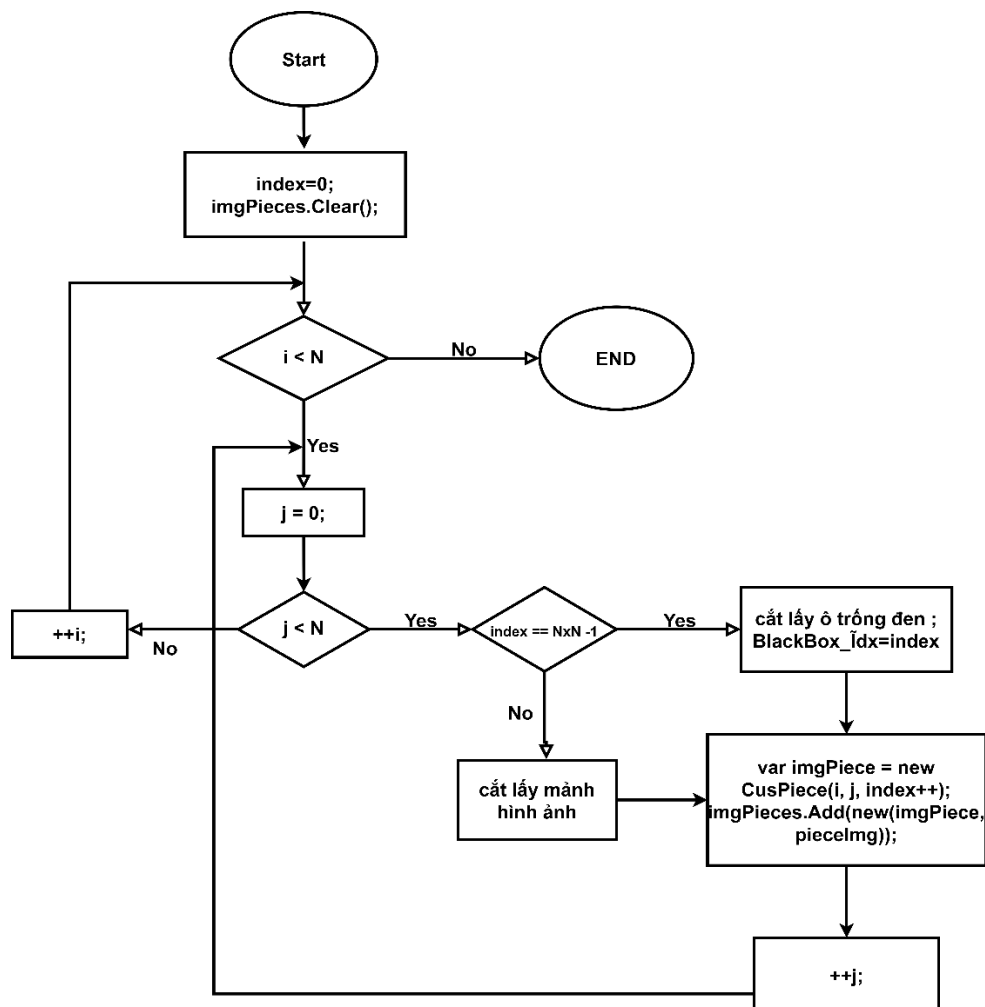 Start
index=0;
imgPieces.Clear();
i < N
No
END
Yes
j = 0;
++i;
No
j < N
Yes
index == NxN -1
Yes
cắt lấy ô trống đen ;
BlackBox_Ĩdx=index
No
cắt lấy mảnh
hình ảnh
var imgPiece = new
CusPiece(i, j, index++);
imgPieces.Add(new(imgPiece,
pieceImg));
++j;